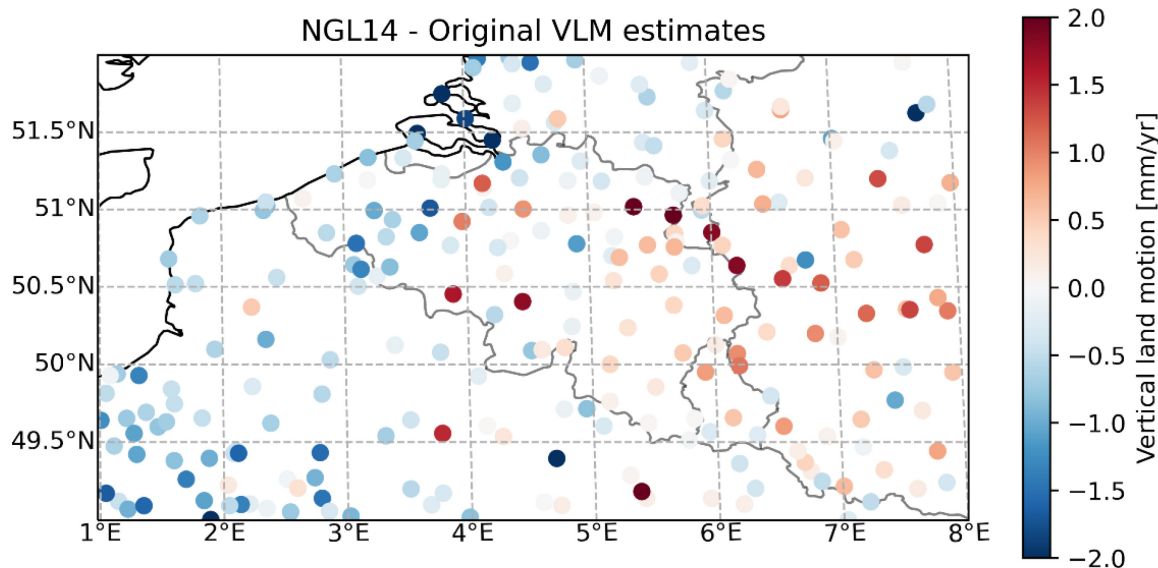 NGL14 - Original VLM estimates
51.5°N
51°N
50.5°N
50°N
49.5°N
1°E
2°E
3°E
4°E
5°E
6°E
7°E
8°E
2.0
1.5
1.0
0.5
0.0
−0.5
−1.0
−1.5
−2.0
Vertical land motion [mm/yr]